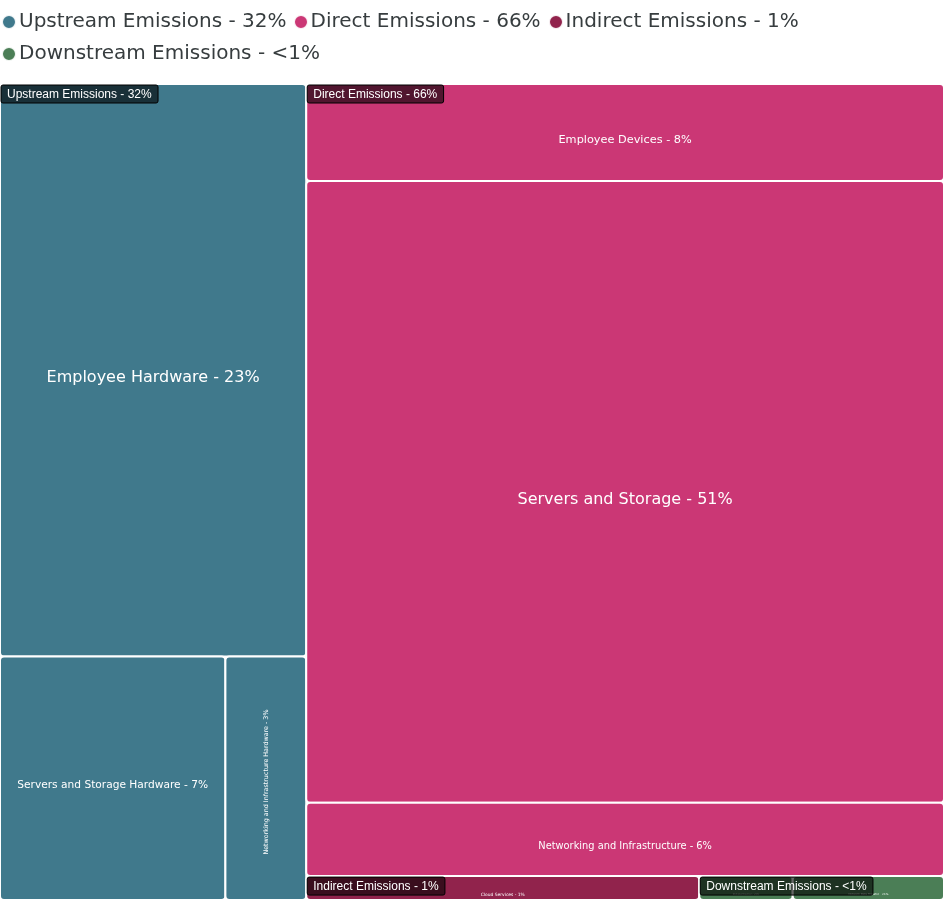 Upstream Emissions - 32% Direct Emissions - 66% Indirect Emissions - 1%
Downstream Emissions - <1%
Upstream Emissions - 32%
Direct Emissions - 66%
Employee Devices - 8%
Employee Hardware - 23%
Servers and Storage - 51%
Servers and Storage Hardware - 7%
Networking and Infrastructure Hardware - 3%
Networking and Infrastructure - 6%
Indirect Emissions - 1%
Cloud Services - 1%
Downstream Emissions - <1%